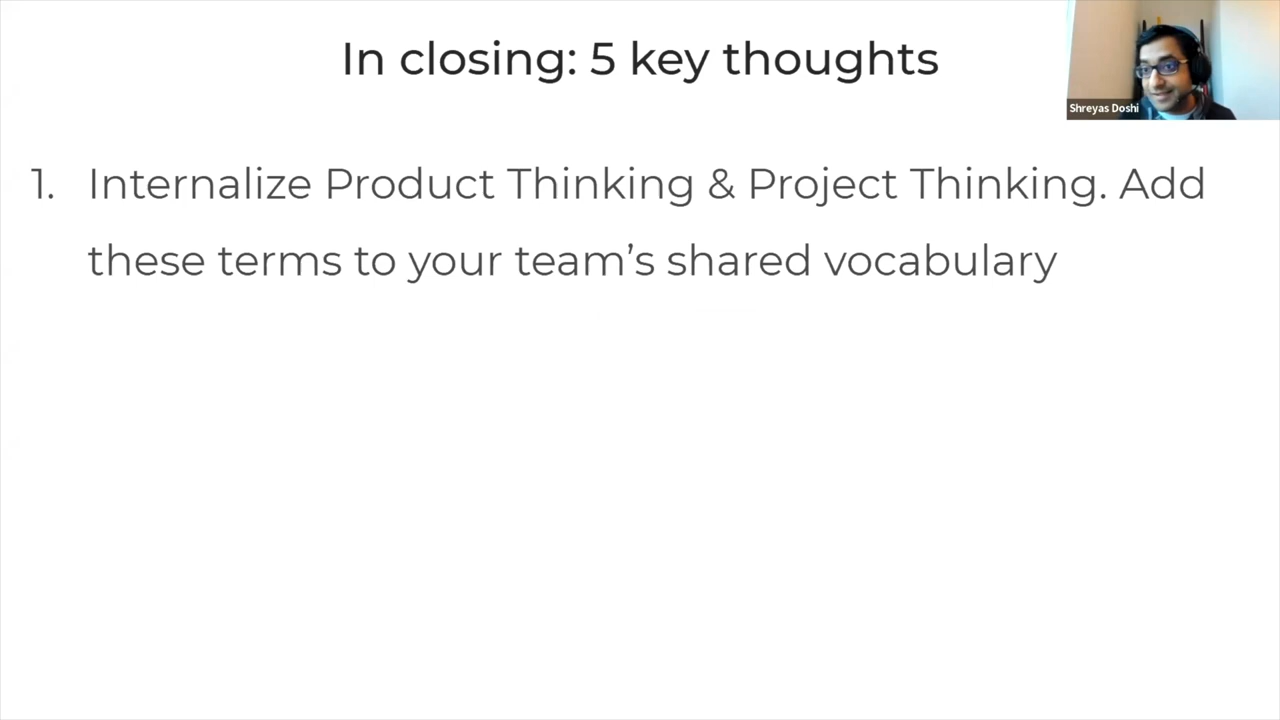 In closing: 5 key thoughts
Shreyas Doshi
1. Internalize Product Thinking & Project Thinking. Add
these terms to your team’s shared vocabulary